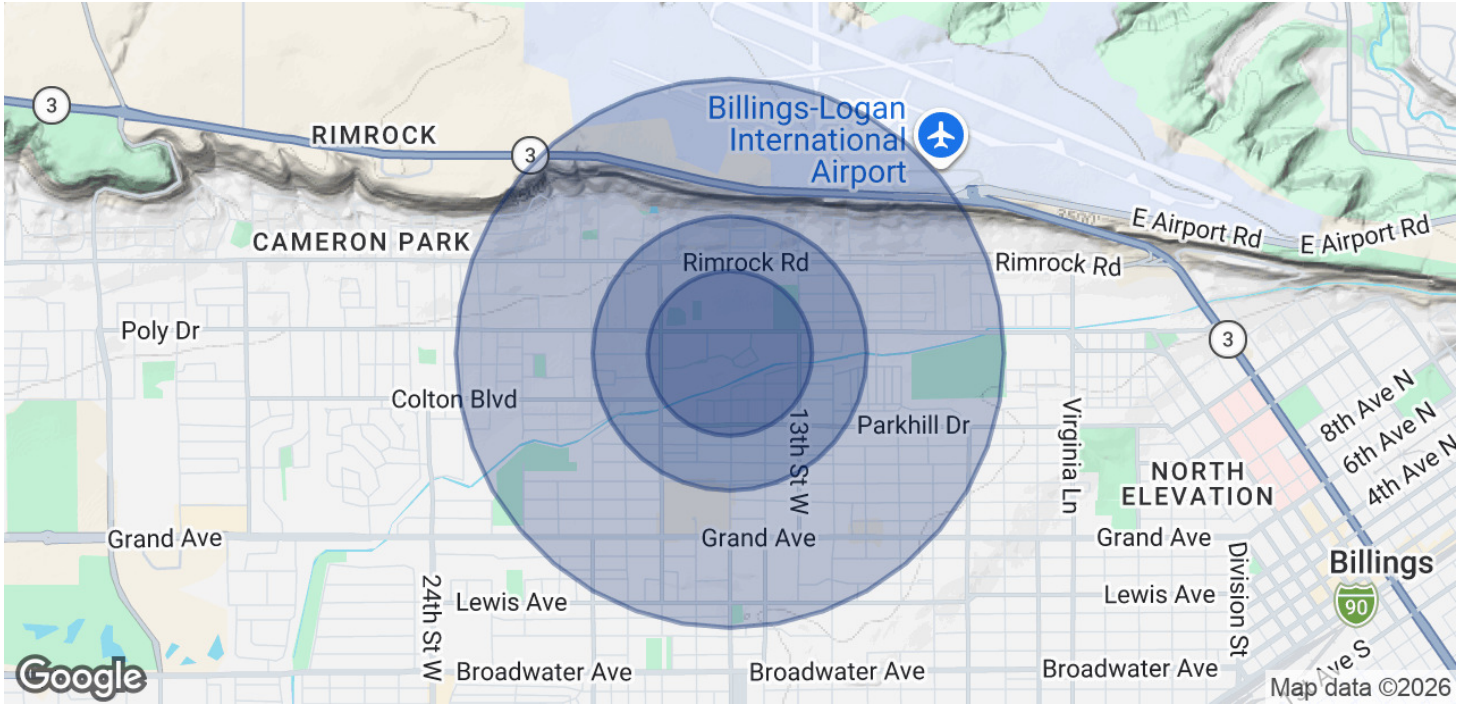 3
RIMROCK
3
Billings-Logan
International
Airport
E Airport Rd
E Airport Rd
CAMERON PARK
Rimrock Rd
Rimrock Rd
Poly Dr
3
Colton Blvd
13th St W
Parkhill Dr
Virginia Ln
8th Ave N
6th Ave N
4th Ave N
NORTH
ELEVATION
Grand Ave
Grand Ave
Grand Ave
Division St
Billings
90
24th St W
Lewis Ave
Lewis Ave
Broadwater Ave
Broadwater Ave
Broadwater Ave
Ave S
Google
Map data ©2026